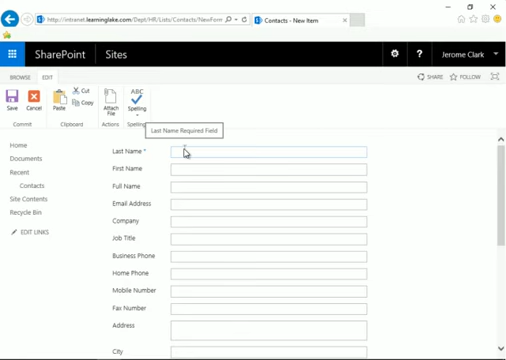 http://intranet.learninglake.com/Dept/HR/Lists/Contacts/NewForm
Contacts - New Item
SharePoint Sites Jerome Clark
BROWSE EDIT SHARE FOLLOW
Save Cancel Paste Cut Copy Attach File ABC Spelling
Commit Clipboard Actions Spelling
Last Name Required Field
Home
Documents
Recent
Contacts
Site Contents
Recycle Bin
EDIT LINKS
Last Name *
First Name
Full Name
Email Address
Company
Job Title
Business Phone
Home Phone
Mobile Number
Fax Number
Address
City